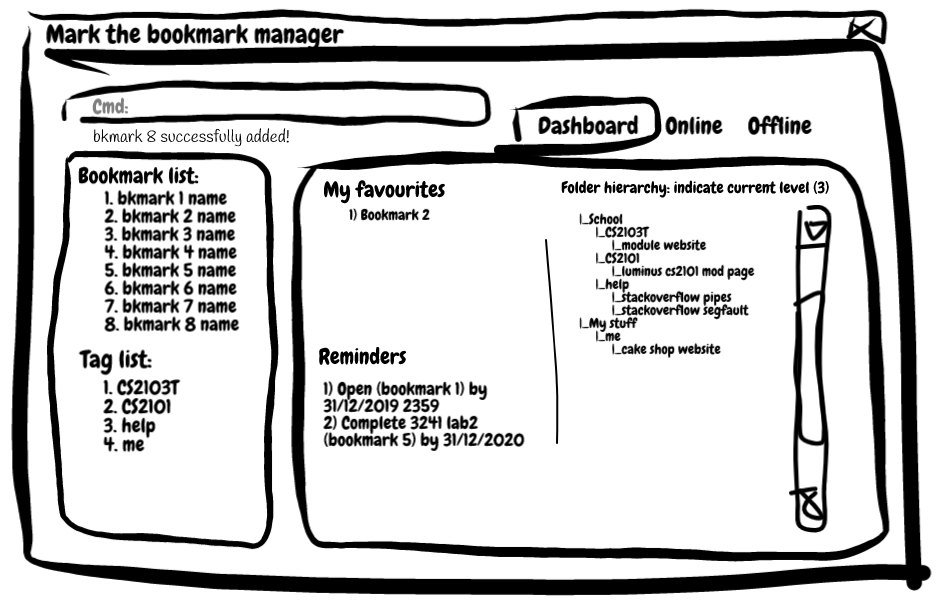 Mark the bookmark manager
Cmd:
bkmark 8 successfully added!
Dashboard
Online
Offline
Bookmark list:
1. bkmark 1 name
2. bkmark 2 name
3. bkmark 3 name
4. bkmark 4 name
5. bkmark 5 name
6. bkmark 6 name
7. bkmark 7 name
8. bkmark 8 name
Tag list:
1. CS2103T
2. CS2101
3. help
4. me
My favourites
1) Bookmark 2
Reminders
1) Open (bookmark 1) by
31/12/2019 2359
2) Complete 3241 lab2
(bookmark 5) by 31/12/2020
Folder hierarchy: indicate current level (3)
|_School
|_CS2103T
|_module website
|_CS2101
|_luminus cs2101 mod page
|_help
|_stackoverflow pipes
|_stackoverflow segfault
|_My stuff
|_me
|_cake shop website